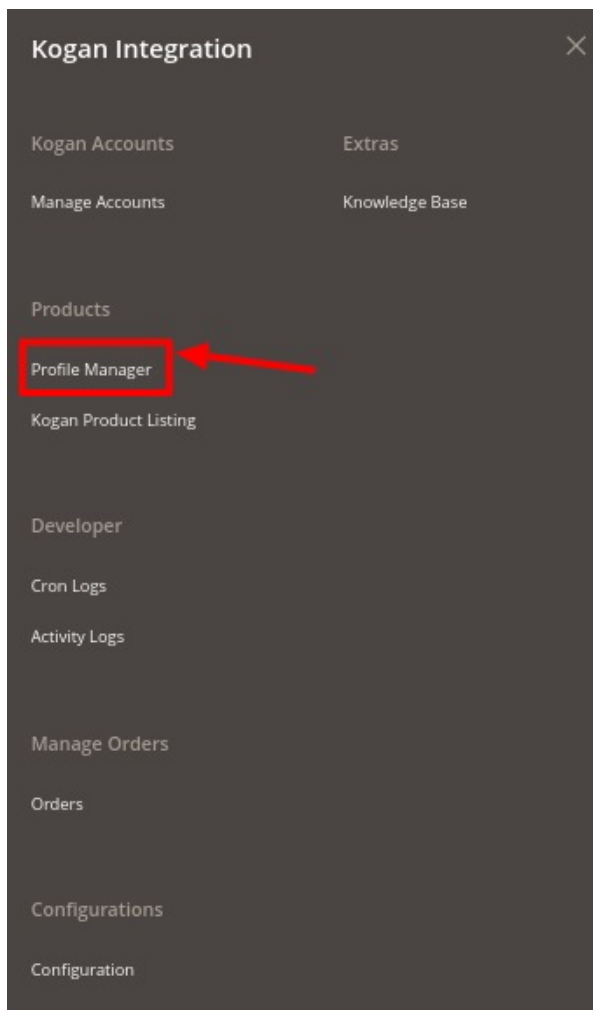 Kogan Integration
Kogan Accounts
Extras
Manage Accounts
Knowledge Base
Products
Profile Manager
Kogan Product Listing
Developer
Cron Logs
Activity Logs
Manage Orders
Orders
Configurations
Configuration